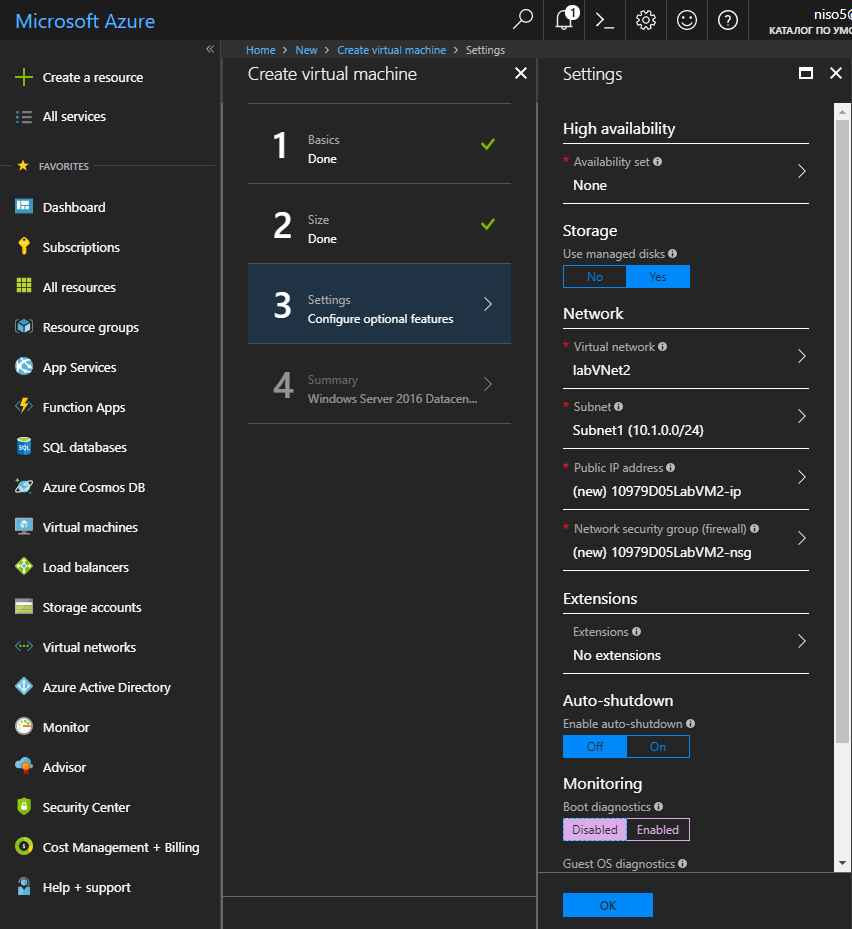 Microsoft Azure
1
niso5@
КАТАЛОГ ПО УМО
Home > New > Create virtual machine > Settings
Create a resource
All services
FAVORITES
Dashboard
Subscriptions
All resources
Resource groups
App Services
Function Apps
SQL databases
Azure Cosmos DB
Virtual machines
Load balancers
Storage accounts
Virtual networks
Azure Active Directory
Monitor
Advisor
Security Center
Cost Management + Billing
Help + support
Create virtual machine
1
Basics
Done
2
Size
Done
3
Settings
Configure optional features
4
Summary
Windows Server 2016 Datacen...
Settings
High availability
* Availability set
None
Storage
Use managed disks
No Yes
Network
* Virtual network
labVNet2
* Subnet
Subnet1 (10.1.0.0/24)
* Public IP address
(new) 10979D05LabVM2-ip
* Network security group (firewall)
(new) 10979D05LabVM2-nsg
Extensions
Extensions
No extensions
Auto-shutdown
Enable auto-shutdown
Off On
Monitoring
Boot diagnostics
Disabled Enabled
Guest OS diagnostics
OK